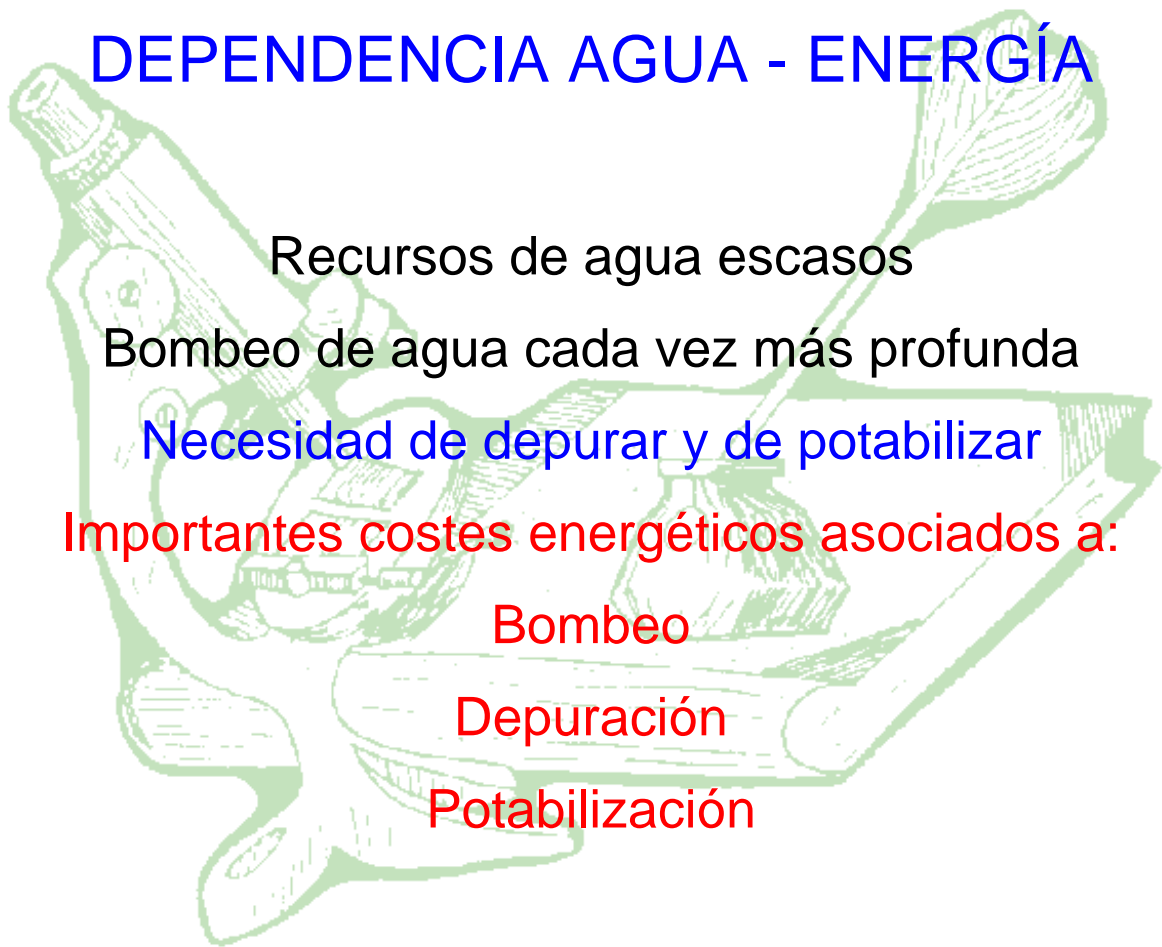 DEPENDENCIA AGUA - ENERGÍA
Recursos de agua escasos
Bombeo de agua cada vez más profunda
Necesidad de depurar y de potabilizar
Importantes costes energéticos asociados a:
Bombeo
Depuración
Potabilización